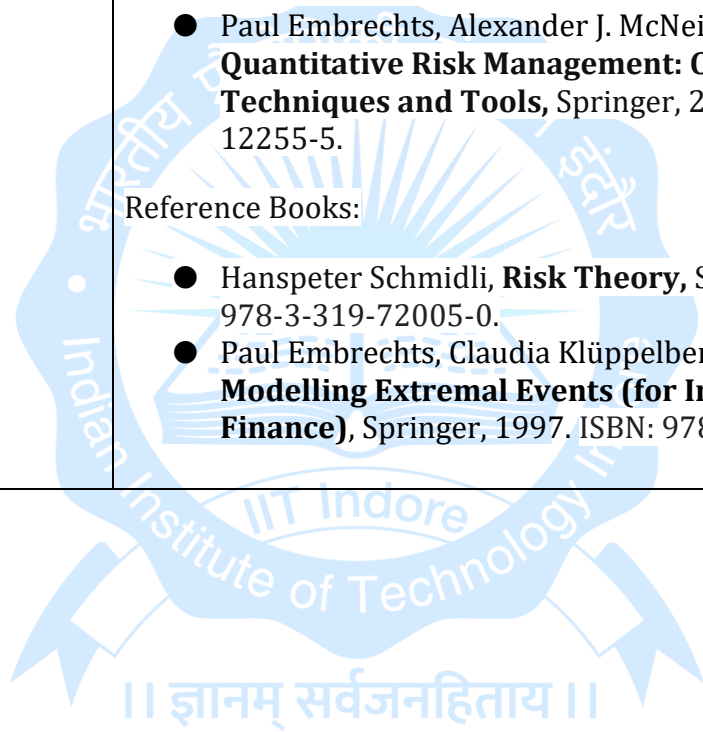 ● Paul Embrechts, Alexander J. McNei
Quantitative Risk Management: C
Techniques and Tools, Springer, 2
12255-5.
Reference Books:
● Hanspeter Schmidli, Risk Theory, S
978-3-319-72005-0.
● Paul Embrechts, Claudia Klüppelber
Modelling Extremal Events (for In
Finance), Springer, 1997. ISBN: 978
भारतीय
इंदौर
Indian Institute of Technology
IIT Indore
।। ज्ञानम् सर्वजनहिताय ।।